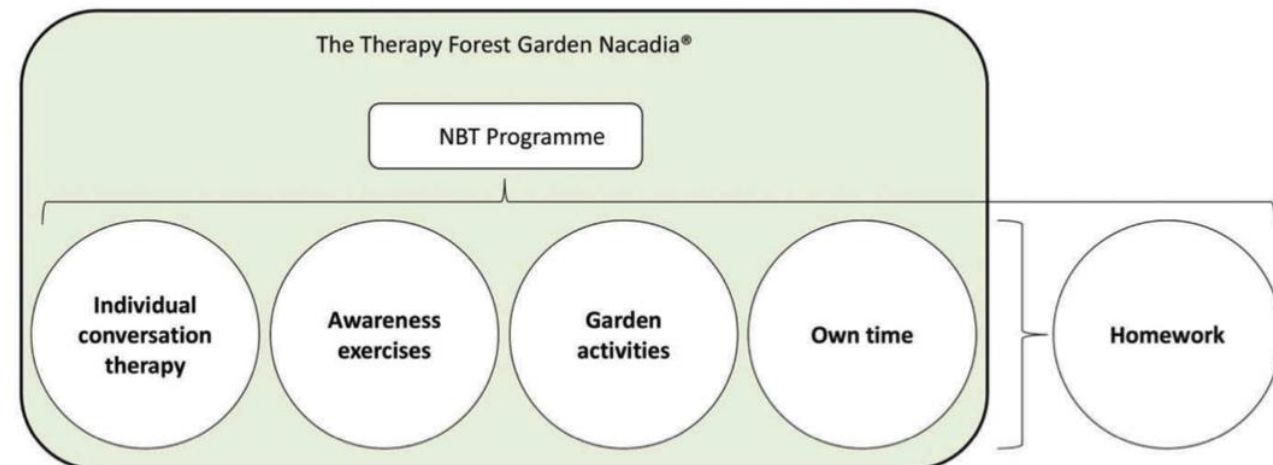 The Therapy Forest Garden Nacadia®
NBT Programme
Individual
conversation
therapy
Awareness
exercises
Garden
activities
Own time
Homework